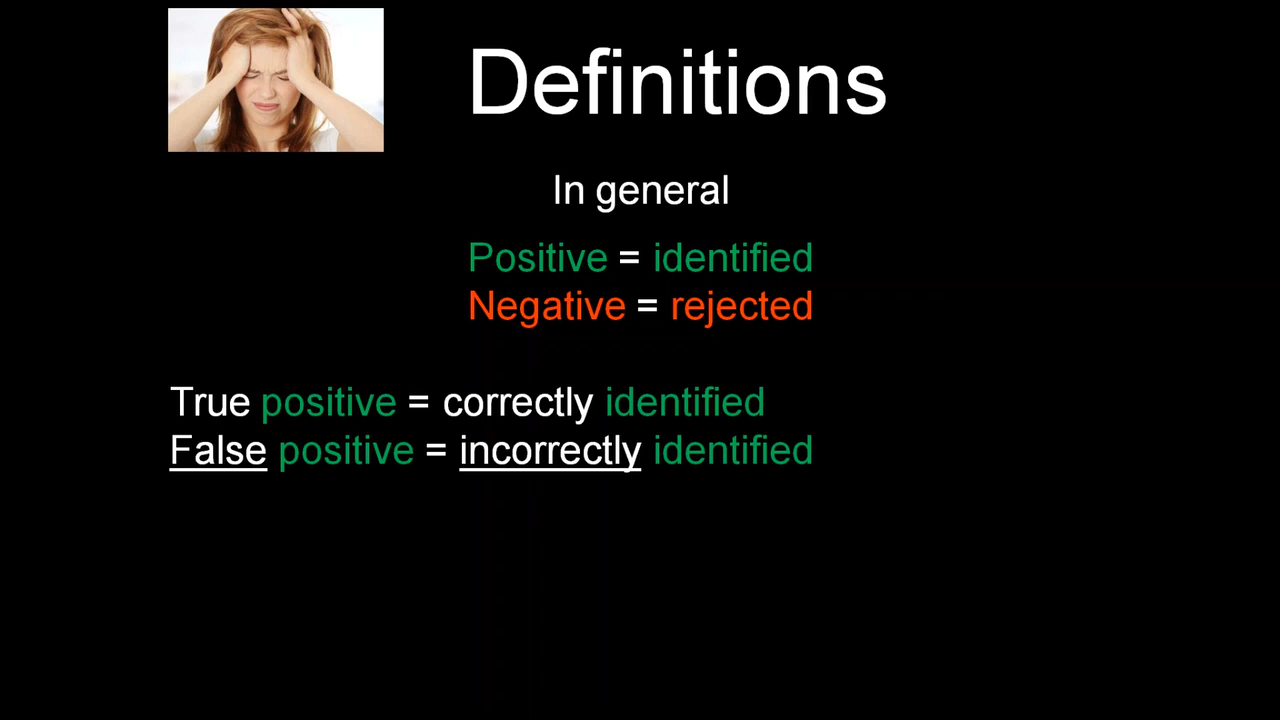 Definitions
In general
Positive = identified
Negative = rejected
True positive = correctly identified
False positive = incorrectly identified